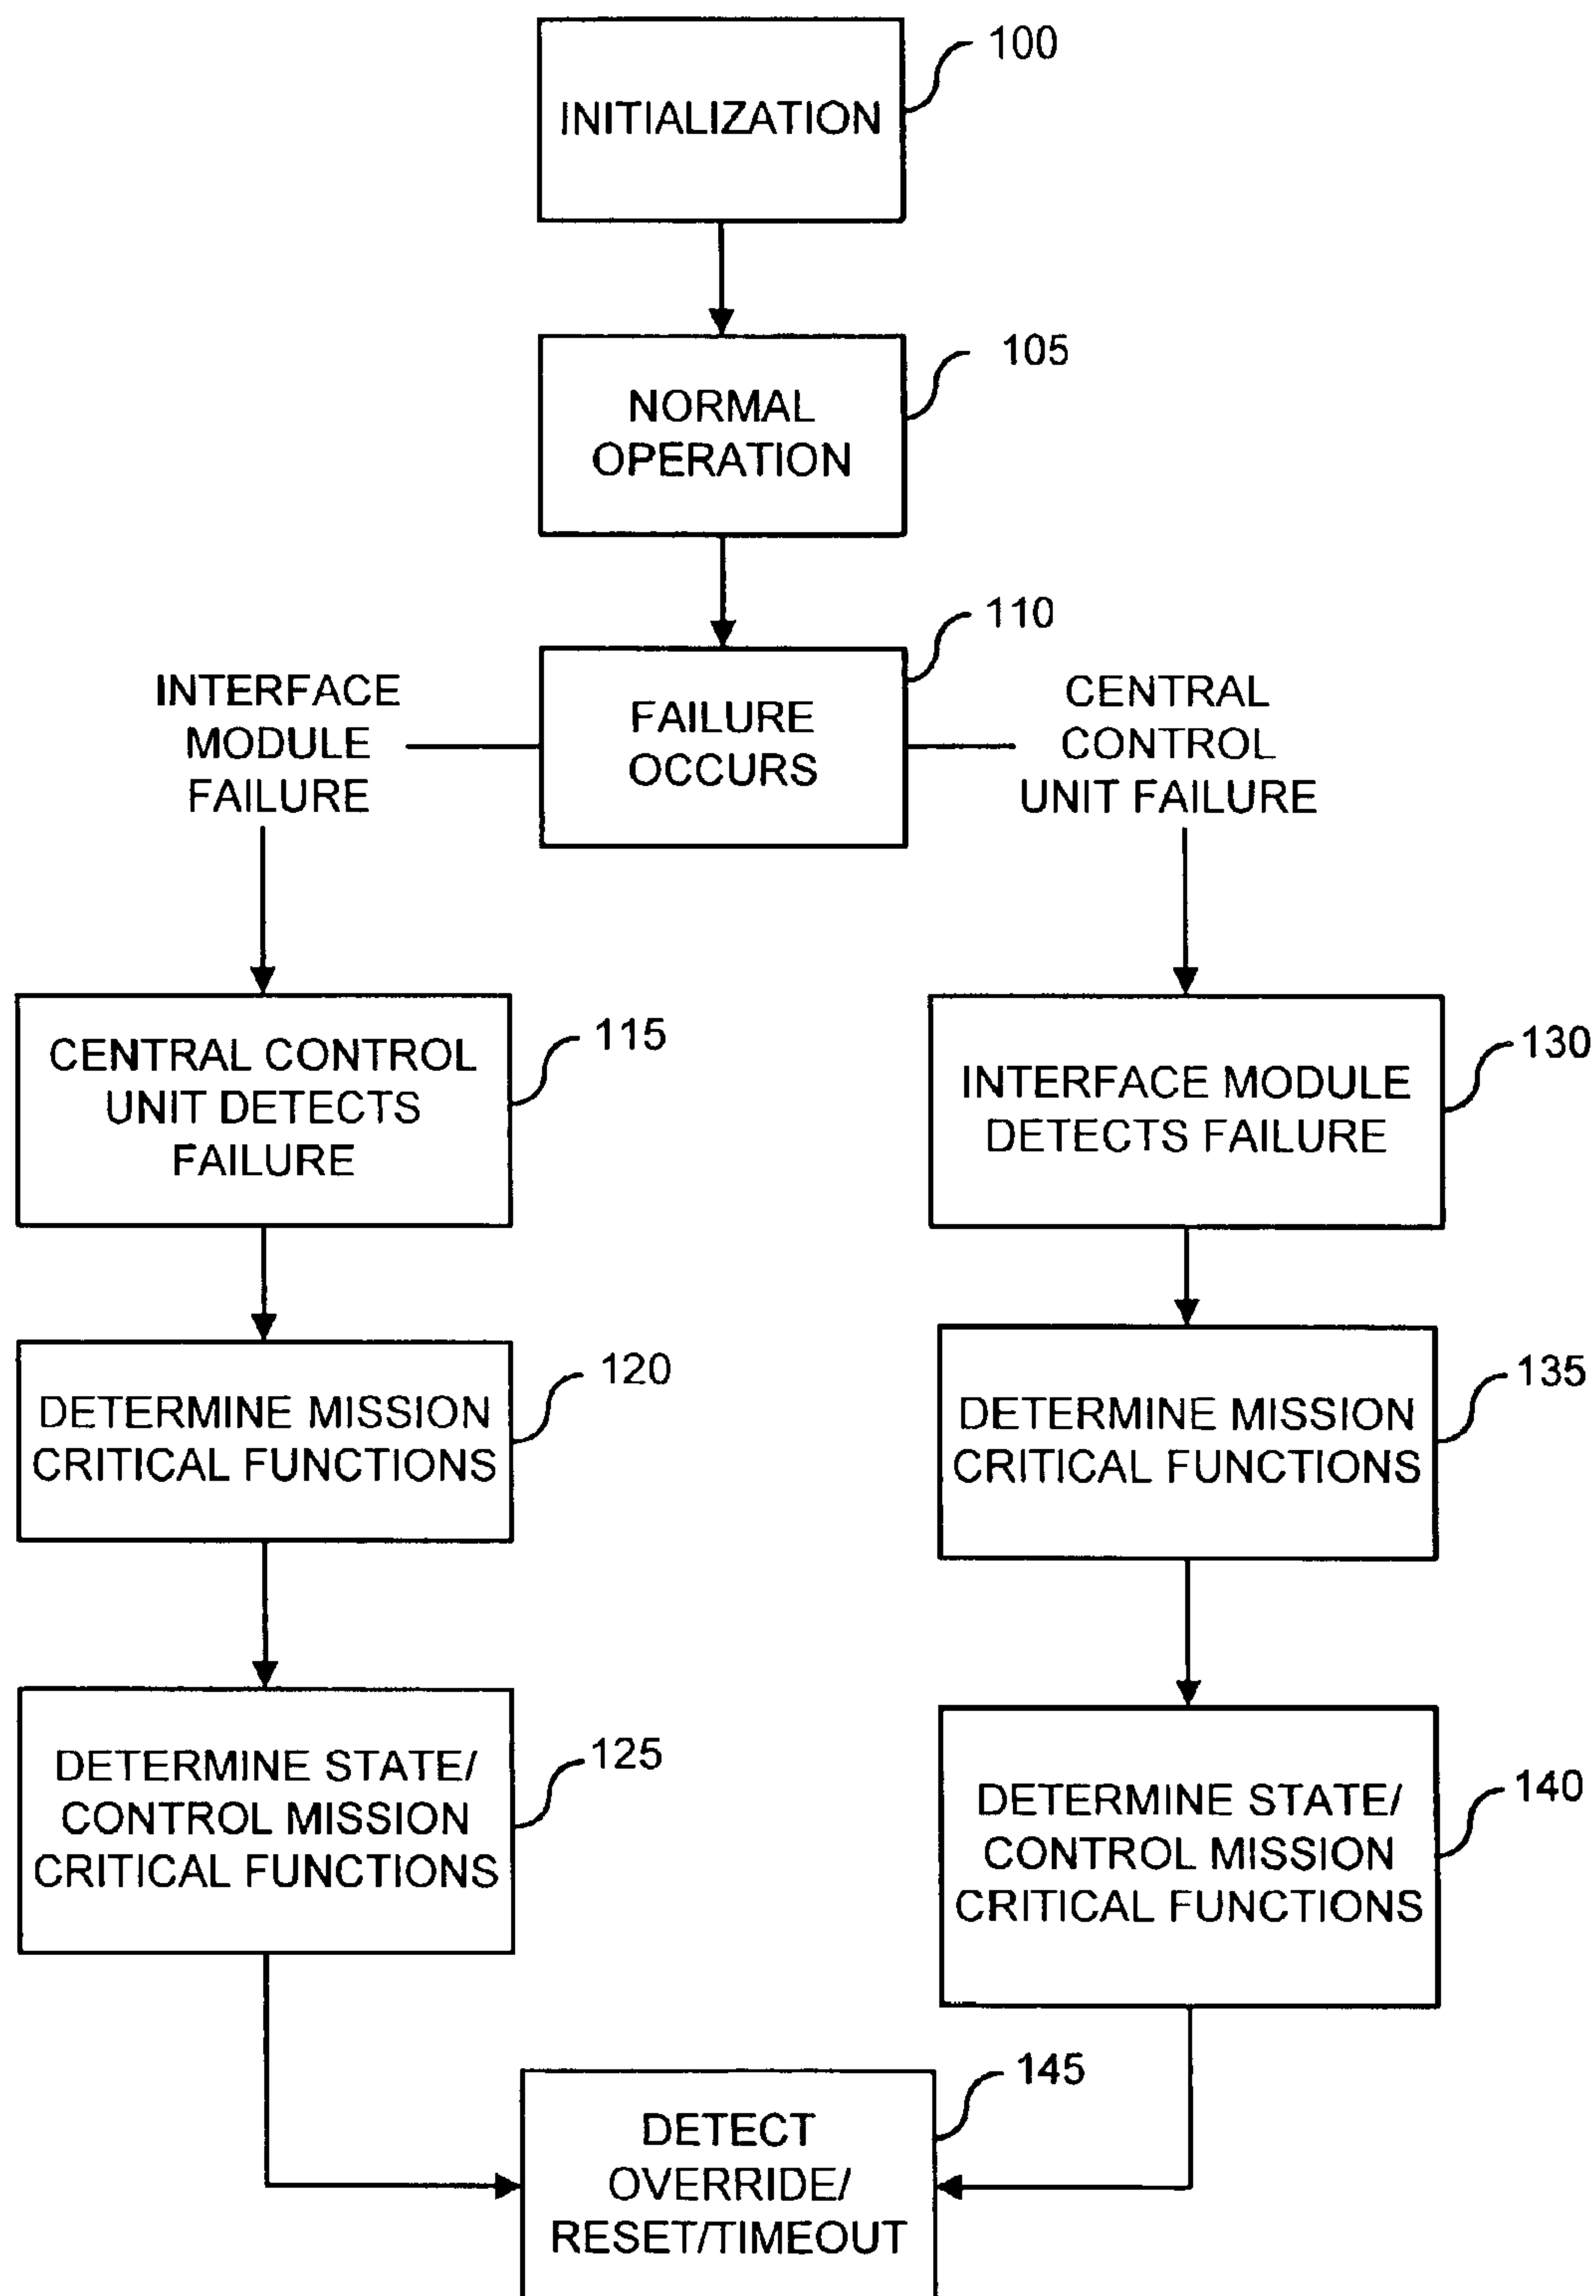 100
INITIALIZATION
105
NORMAL
OPERATION
110
FAILURE
OCCURS
INTERFACE
MODULE
FAILURE
CENTRAL
CONTROL
UNIT FAILURE
115
CENTRAL CONTROL
UNIT DETECTS
FAILURE
120
DETERMINE MISSION
CRITICAL FUNCTIONS
125
DETERMINE STATE/
CONTROL MISSION
CRITICAL FUNCTIONS
130
INTERFACE MODULE
DETECTS FAILURE
135
DETERMINE MISSION
CRITICAL FUNCTIONS
140
DETERMINE STATE/
CONTROL MISSION
CRITICAL FUNCTIONS
145
DETECT
OVERRIDE/
RESET/TIMEOUT